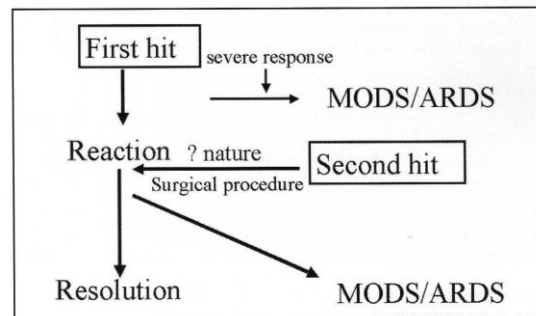 First hit
severe response
MODS/ARDS
Reaction
? nature
Second hit
Surgical procedure
Resolution
MODS/ARDS